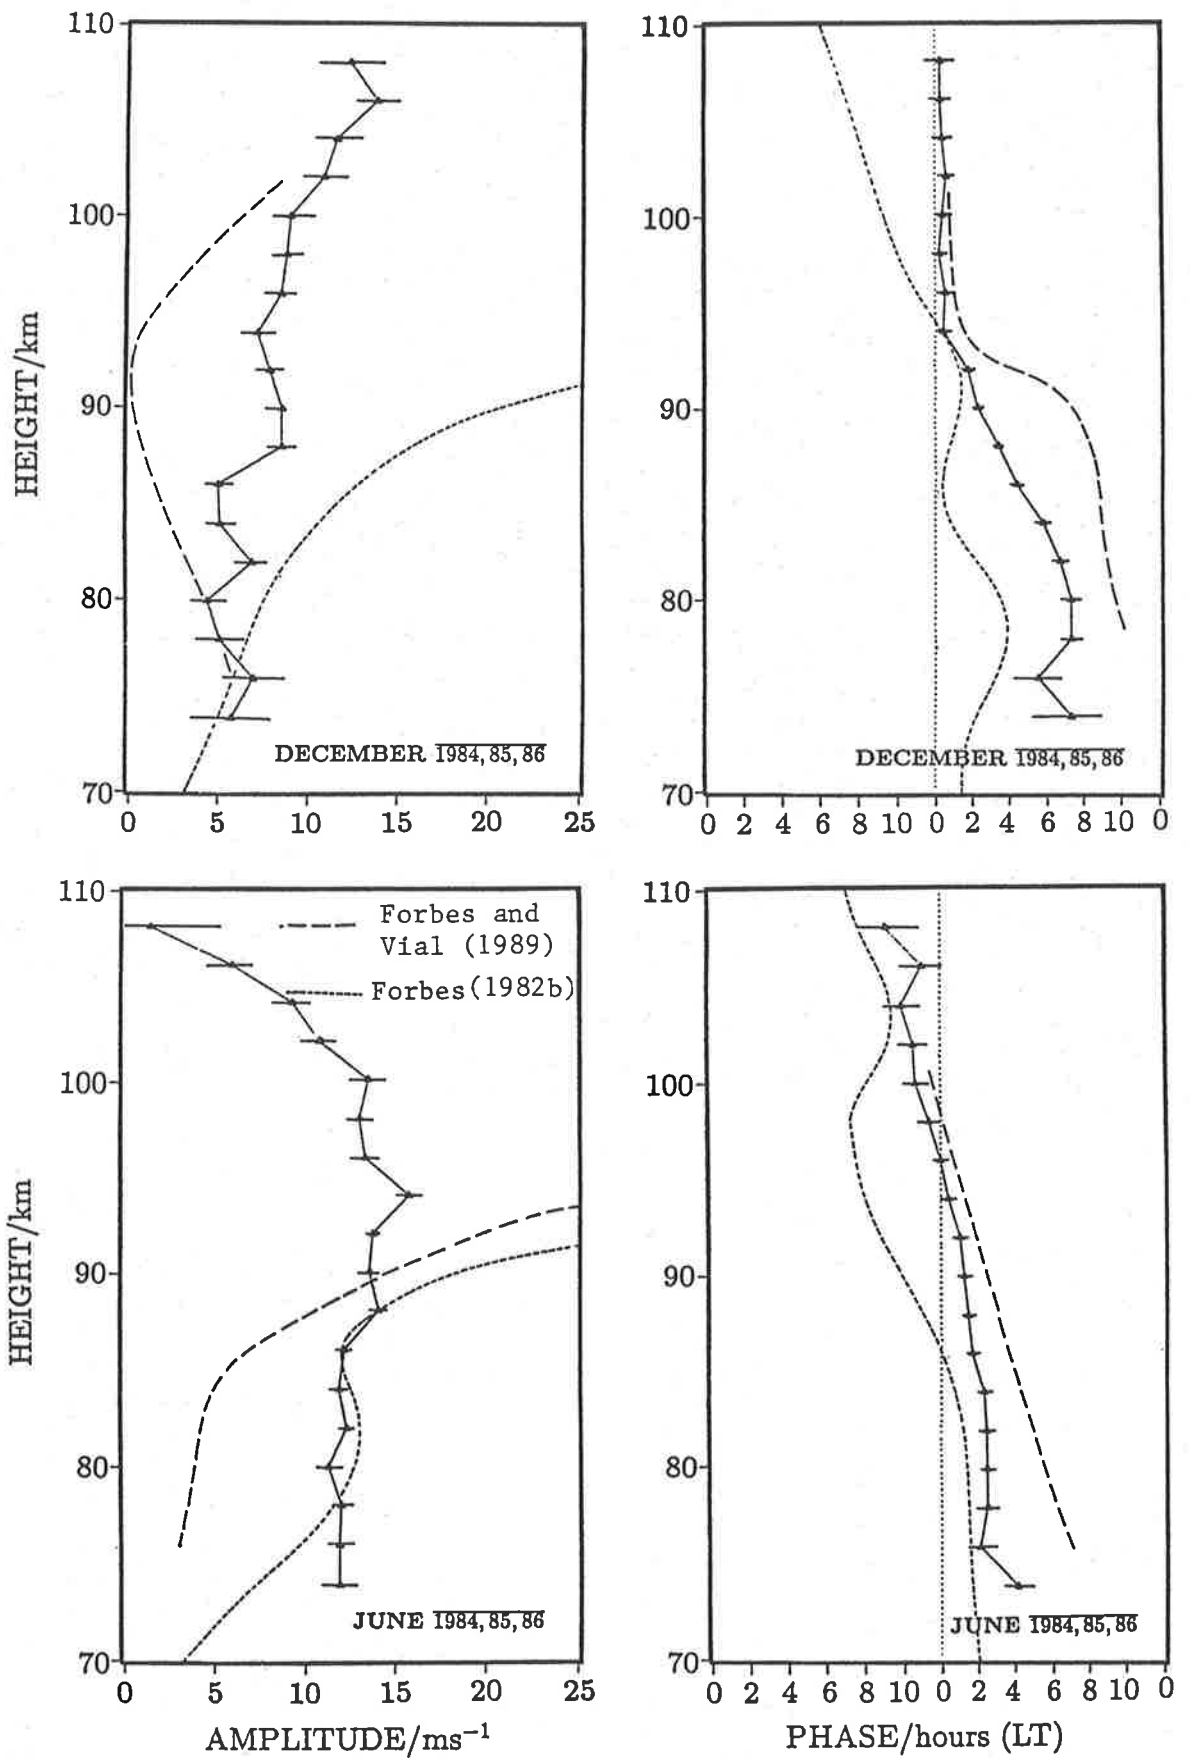 110
100
90
80
70
HEIGHT/km
DECEMBER 1984, 85, 86
0 5 10 15 20 25
110
100
90
80
70
DECEMBER 1984, 85, 86
0 2 4 6 8 10 0 2 4 6 8 10 0
110
100
90
80
70
HEIGHT/km
Forbes and
Vial (1989)
Forbes(1982b)
JUNE 1984, 85, 86
0 5 10 15 20 25
AMPLITUDE/ms⁻¹
110
100
90
80
70
JUNE 1984, 85, 86
0 2 4 6 8 10 0 2 4 6 8 10 0
PHASE/hours (LT)